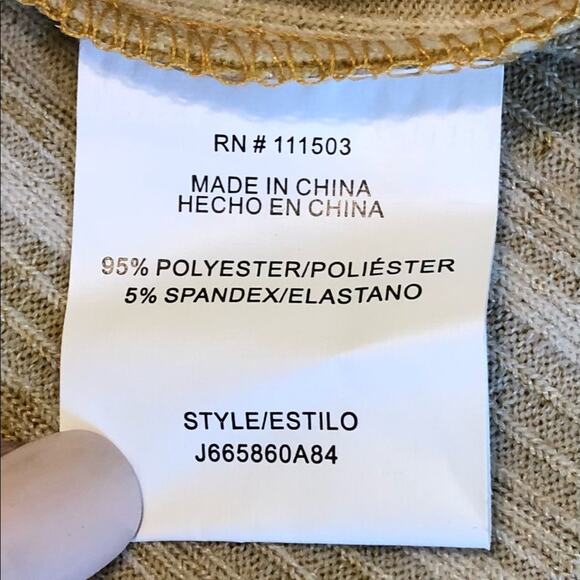 RN # 111503
MADE IN CHINA
HECHO EN CHINA
95% POLYESTER/POLIÉSTER
5% SPANDEX/ELASTANO
STYLE/ESTILO
J665860A84